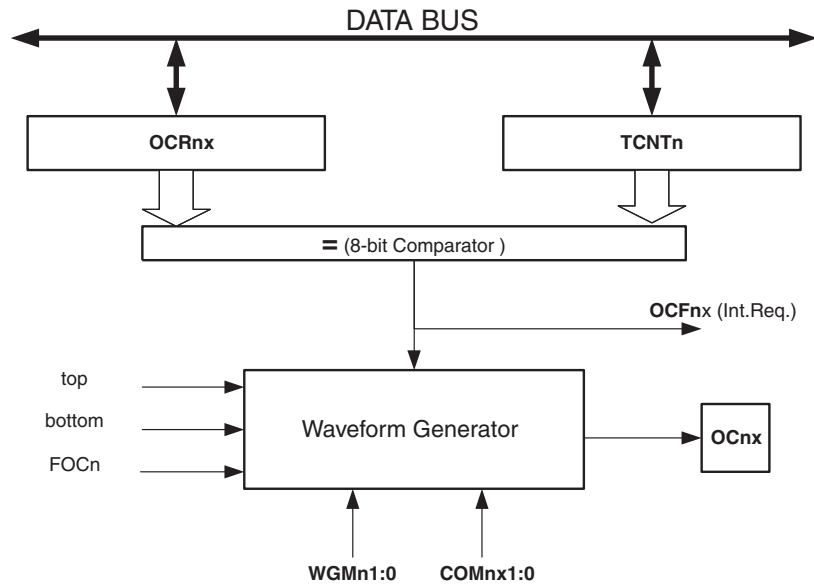 DATA BUS
OCRnx
TCNTn
= (8-bit Comparator )
OCFnx (Int.Req.)
top
bottom
FOCn
Waveform Generator
OCnx
WGMn1:0
COMnx1:0